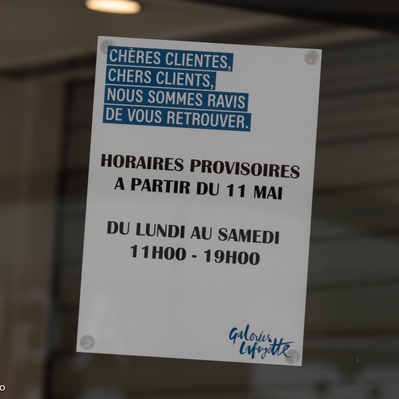 CHÈRES CLIENTES,
CHERS CLIENTS,
NOUS SOMMES RAVIS
DE VOUS RETROUVER.
HORAIRES PROVISOIRES
A PARTIR DU 11 MAI
DU LUNDI AU SAMEDI
11H00 - 19H00
Galeries
Lafayette